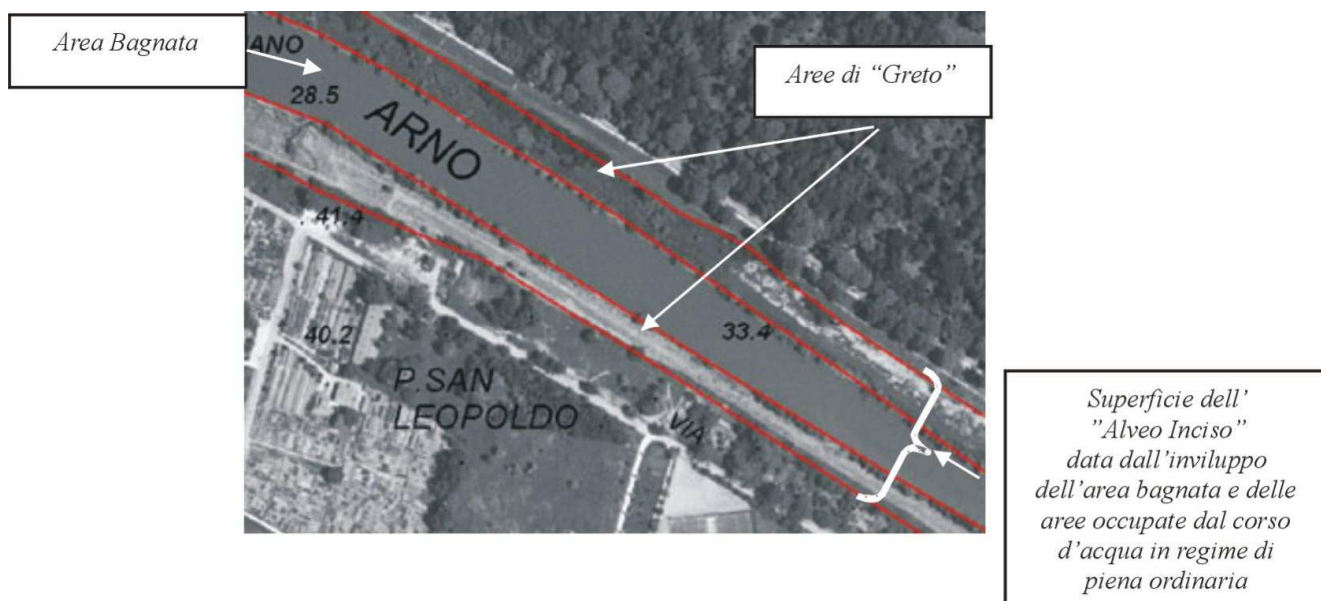 Area Bagnata
IANO
28.5
ARNO
Aree di “Greto”
41.4
40.2
33.4
P.SAN
LEOPOLDO
VIA
Superficie dell’
”Alveo Inciso”
data dall’inviluppo
dell’area bagnata e delle
aree occupate dal corso
d’acqua in regime di
piena ordinaria